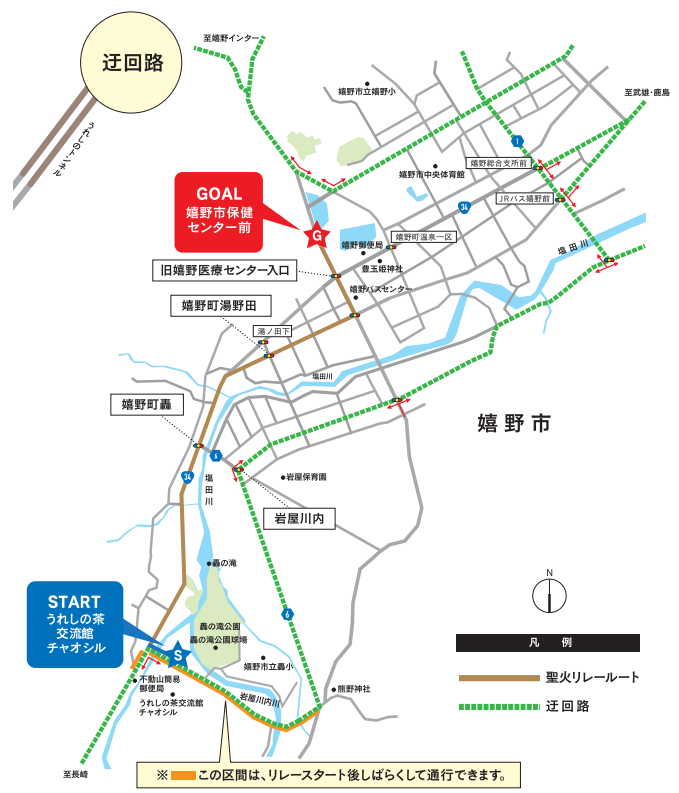 迂回路
至嬉野インター
うれしのトンネル
嬉野市立嬉野小
至武雄・鹿島
1
嬉野総合支所前
嬉野市中央体育館
JRバス嬉野前
34
GOAL
嬉野市保健
センター前
G
嬉野町温泉一区
嬉野郵便局
塩田川
豊玉姫神社
旧嬉野医療センター入口
嬉野バスセンター
嬉野町湯野田
湯ノ田下
塩田川
嬉野町轟
嬉野市
6
34
塩田川
岩屋保育園
岩屋川内
轟の滝
N
START
うれしの茶
交流館
チャオシル
6
轟の滝公園
轟の滝公園球場
凡例
S
嬉野市立轟小
聖火リレールート
不動山簡易
郵便局
熊野神社
うれしの茶交流館
チャオシル
岩屋川内川
迂回路
至長崎
※ この区間は、リレースタート後しばらくして通行できます。